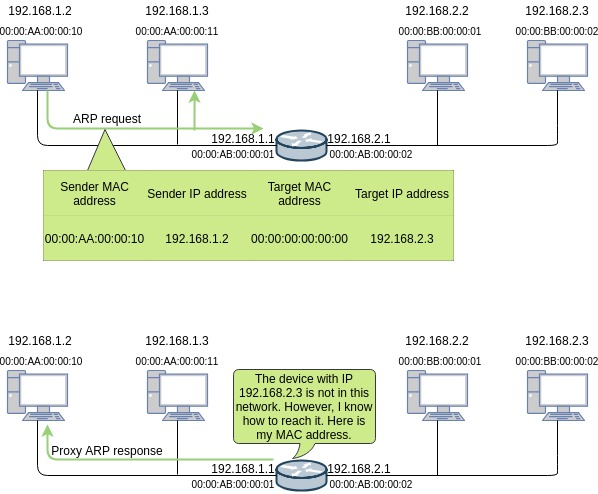 192.168.1.2 192.168.1.3 192.168.2.2 192.168.2.3
00:00:AA:00:00:10 00:00:AA:00:00:11 00:00:BB:00:00:01 00:00:BB:00:00:02
ARP request
192.168.1.1 192.168.2.1
00:00:AB:00:00:01 00:00:AB:00:00:02
Sender MAC address Sender IP address Target MAC address Target IP address
00:00:AA:00:00:10 192.168.1.2 00:00:00:00:00:00 192.168.2.3
192.168.1.2 192.168.1.3 192.168.2.2 192.168.2.3
00:00:AA:00:00:10 00:00:AA:00:00:11 00:00:BB:00:00:01 00:00:BB:00:00:02
The device with IP
192.168.2.3 is not in this
network. However, I know
how to reach it. Here is
my MAC address.
Proxy ARP response
192.168.1.1 192.168.2.1
00:00:AB:00:00:01 00:00:AB:00:00:02